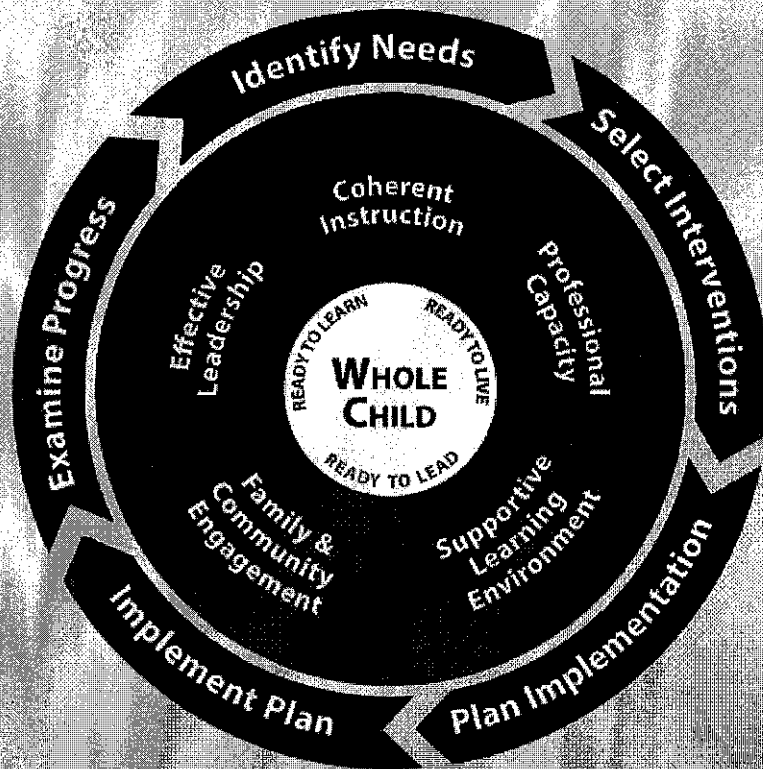 Identify Needs
Select Interventions
Plan Implementation
Implement Plan
Examine Progress
Coherent
Instruction
Professional
Capacity
Supportive
Learning
Environment
Family &
Community
Engagement
Effective
Leadership
READY TO LEARN
READY TO LIVE
READY TO LEAD
WHOLE
CHILD